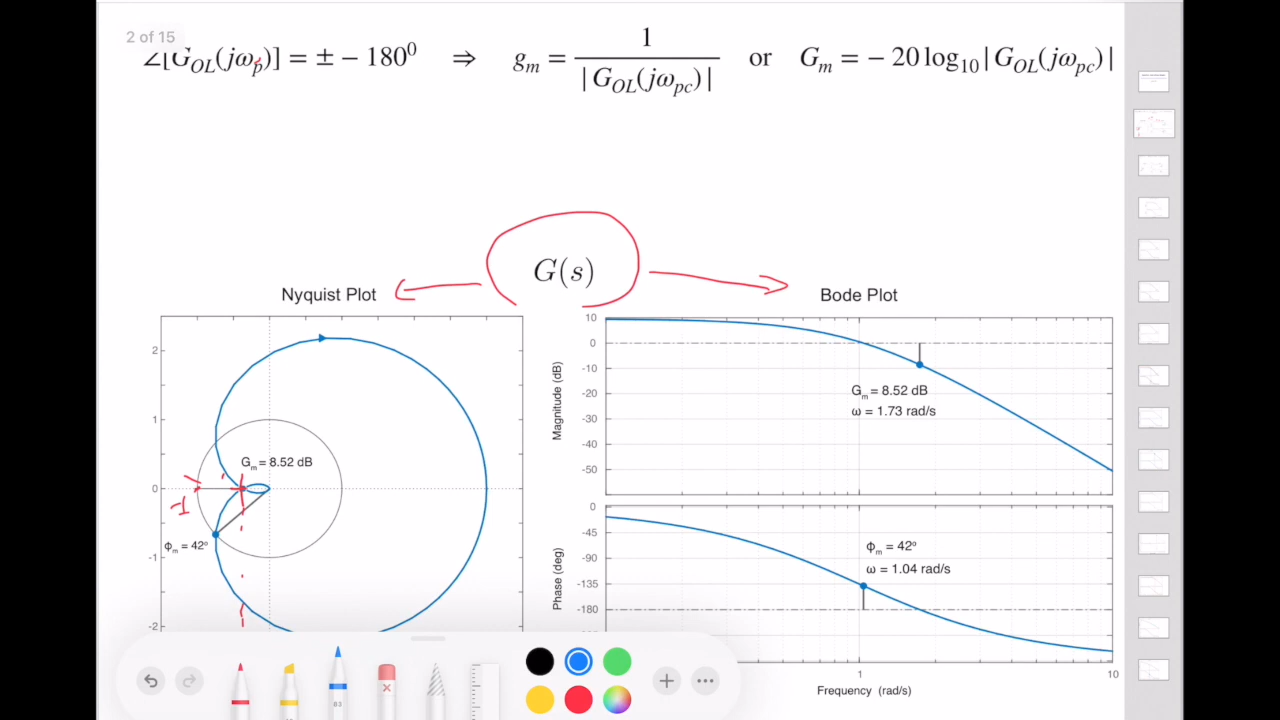 2 of 15
∠[G_OL(jω_p)] = ± − 180⁰ ⇒ g_m = 1 / |G_OL(jω_pc)| or G_m = − 20 log₁₀ |G_OL(jω_pc)|
G(s)
Nyquist Plot
Bode Plot
2
1
0
-1
-2
G_m = 8.52 dB
-1
Φ_m = 42º
Magnitude (dB)
10
0
-10
-20
-30
-40
-50
G_m = 8.52 dB
ω = 1.73 rad/s
Phase (deg)
0
-45
-90
-135
-180
Φ_m = 42º
ω = 1.04 rad/s
1
10
Frequency (rad/s)